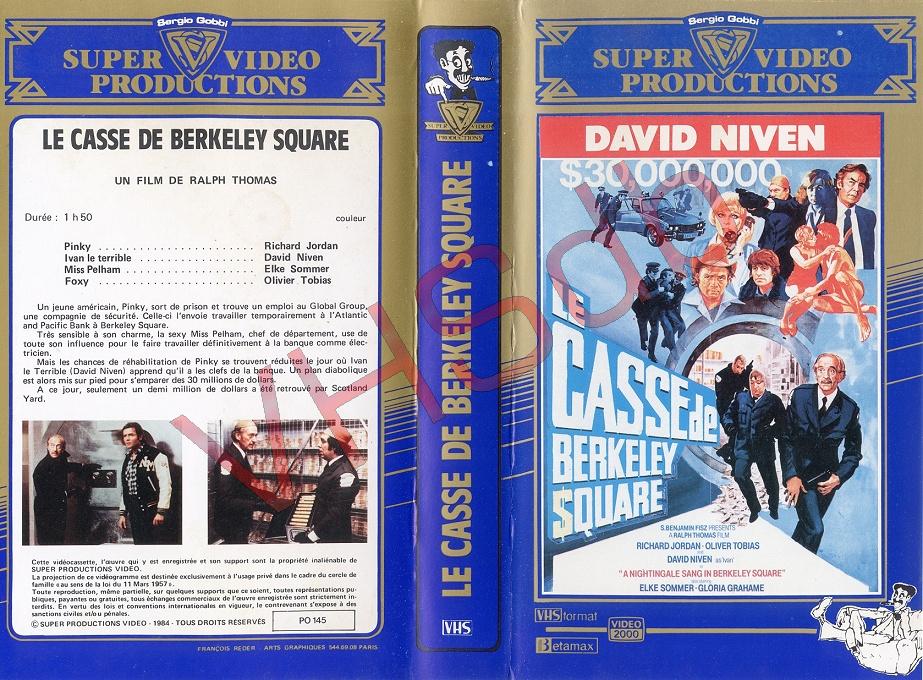 Sergio Gobbi
SUPER VIDEO
PRODUCTIONS
LE CASSE DE BERKELEY SQUARE
UN FILM DE RALPH THOMAS
Durée : 1 h 50 couleur
Pinky . . . . . . . . . . . . . . . . . . . . Richard Jordan
Ivan le terrible . . . . . . . . . . . . . . David Niven
Miss Pelham . . . . . . . . . . . . . . . . Elke Sommer
Foxy . . . . . . . . . . . . . . . . . . . . . Olivier Tobias
Un jeune américain, Pinky, sort de prison et trouve un emploi au Global Group,
une compagnie de sécurité. Celle-ci l'envoie travailler temporairement à l'Atlantic
and Pacific Bank à Berkeley Square.
Très sensible à son charme, la sexy Miss Pelham, chef de département, use de
toute son influence pour le faire travailler définitivement à la banque comme élec-
tricien.
Mais les chances de réhabilitation de Pinky se trouvent réduites le jour où Ivan
le Terrible (David Niven) apprend qu'il a les clefs de la banque. Un plan diabolique
est alors mis sur pied pour s'emparer des 30 millions de dollars.
A ce jour, seulement un demi million de dollars a été retrouvé par Scotland
Yard.
Cette vidéocassette, l'œuvre qui y est enregistrée et son support sont la propriété inaliénable de
SUPER PRODUCTIONS VIDEO.
La projection de ce vidéogramme est destinée exclusivement à l'usage privé dans le cadre du cercle de
famille « au sens de la loi du 11 Mars 1957 ».
Toute reproduction, même partielle, sur quelques supports que ce soient, toutes représentations pu-
bliques, payantes ou gratuites, tous échanges commerciaux de l'œuvre enregistrée sont strictement in-
terdits. En vertu des lois et conventions internationales en vigueur, le contrevenant s'expose à des
sanctions civiles et/ou pénales.
© SUPER PRODUCTIONS VIDEO - 1984 - TOUS DROITS RÉSERVÉS
PO 145
FRANÇOIS REDER - ARTS GRAPHIQUES 544.69.08 PARIS
SUPER VIDEO
PRODUCTIONS
LE CASSE DE BERKELEY SQUARE
VHS
Sergio Gobbi
SUPER VIDEO
PRODUCTIONS
DAVID NIVEN
$30,000,000
LE
CASSE de
BERKELEY
SQUARE
S. BENJAMIN FISZ PRESENTS
A RALPH THOMAS FILM
RICHARD JORDAN · OLIVER TOBIAS
DAVID NIVEN as 'Ivan'
"A NIGHTINGALE SANG IN BERKELEY SQUARE"
ELKE SOMMER · GLORIA GRAHAME
VHS format
VIDEO
2000
Betamax